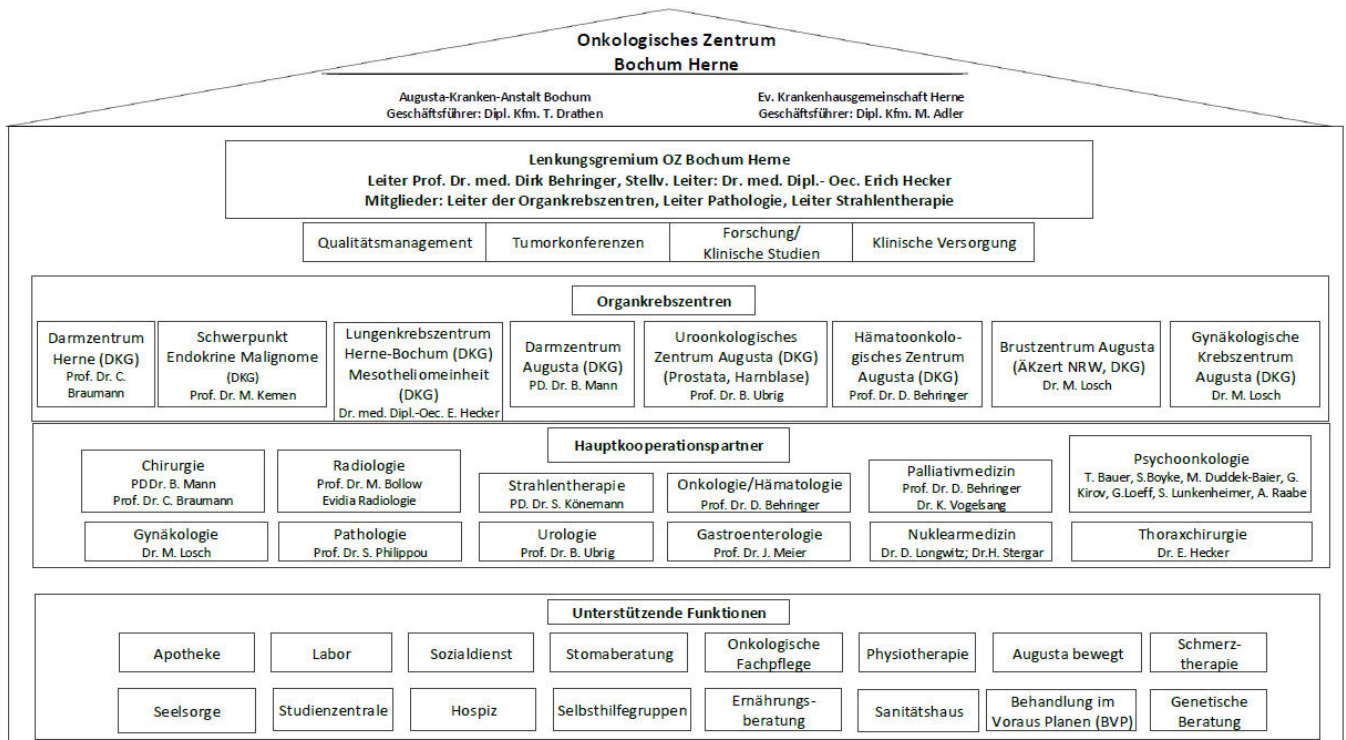 Onkologisches Zentrum
Bochum Herne
Augusta-Kranken-Anstalt Bochum
Geschäftsführer: Dipl. Kfm. T. Drathen
Ev. Krankenhausgemeinschaft Herne
Geschäftsführer: Dipl. Kfm. M. Adler
Lenkungsgremium OZ Bochum Herne
Leiter Prof. Dr. med. Dirk Behringer, Stellv. Leiter: Dr. med. Dipl.- Oec. Erich Hecker
Mitglieder: Leiter der Organkrebszentren, Leiter Pathologie, Leiter Strahlentherapie
Qualitätsmanagement
Tumorkonferenzen
Forschung/
Klinische Studien
Klinische Versorgung
Organkrebszentren
Darmzentrum
Herne (DKG)
Prof. Dr. C.
Braumann
Schwerpunkt
Endokrine Malignome
(DKG)
Prof. Dr. M. Kemen
Lungenkrebszentrum
Herne-Bochum (DKG)
Mesotheliomeinheit
(DKG)
Dr. med. Dipl.-Oec. E. Hecker
Darmzentrum
Augusta (DKG)
PD. Dr. B. Mann
Uroonkologisches
Zentrum Augusta (DKG)
(Prostata, Harnblase)
Prof. Dr. B. Ubrig
Hämatoonkolo-
gisches Zentrum
Augusta (DKG)
Prof. Dr. D. Behringer
Brustzentrum Augusta
(ÄKzert NRW, DKG)
Dr. M. Losch
Gynäkologische
Krebszentrum
Augusta (DKG)
Dr. M. Losch
Hauptkooperationspartner
Chirurgie
PD Dr. B. Mann
Prof. Dr. C. Braumann
Radiologie
Prof. Dr. M. Bollow
Evidia Radiologie
Strahlentherapie
PD. Dr. S. Könemann
Onkologie/Hämatologie
Prof. Dr. D. Behringer
Palliativmedizin
Prof. Dr. D. Behringer
Dr. K. Vogelsang
Psychoonkologie
T. Bauer, S.Boyke, M. Duddek-Baier, G.
Kirov, G.Loeff, S. Lunkenheimer, A. Raabe
Gynäkologie
Dr. M. Losch
Pathologie
Prof. Dr. S. Philippou
Urologie
Prof. Dr. B. Ubrig
Gastroenterologie
Prof. Dr. J. Meier
Nuklearmedizin
Dr. D. Longwitz; Dr.H. Stergar
Thoraxchirurgie
Dr. E. Hecker
Unterstützende Funktionen
Apotheke
Labor
Sozialdienst
Stomaberatung
Onkologische
Fachpflege
Physiotherapie
Augusta bewegt
Schmerz-
therapie
Seelsorge
Studienzentrale
Hospiz
Selbsthilfegruppen
Ernährungs-
beratung
Sanitätshaus
Behandlung im
Voraus Planen (BVP)
Genetische
Beratung